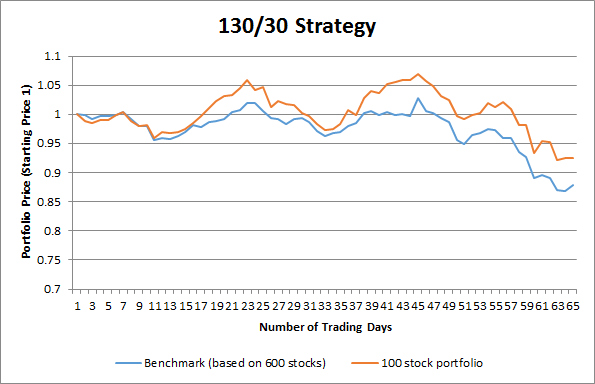 130/30 Strategy
Portfolio Price (Starting Price 1)
1.1
1.05
1
0.95
0.9
0.85
0.8
0.75
0.7
1 3 5 7 9 11 13 15 17 19 21 23 25 27 29 31 33 35 37 39 41 43 45 47 49 51 53 55 57 59 61 63 65
Number of Trading Days
Benchmark (based on 600 stocks) 100 stock portfolio